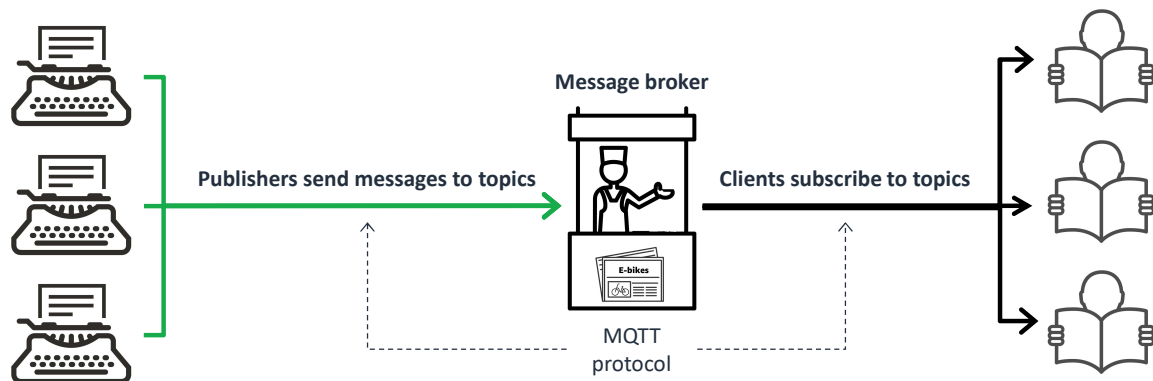 Message broker
Publishers send messages to topics
Clients subscribe to topics
E-bikes
MQTT
protocol